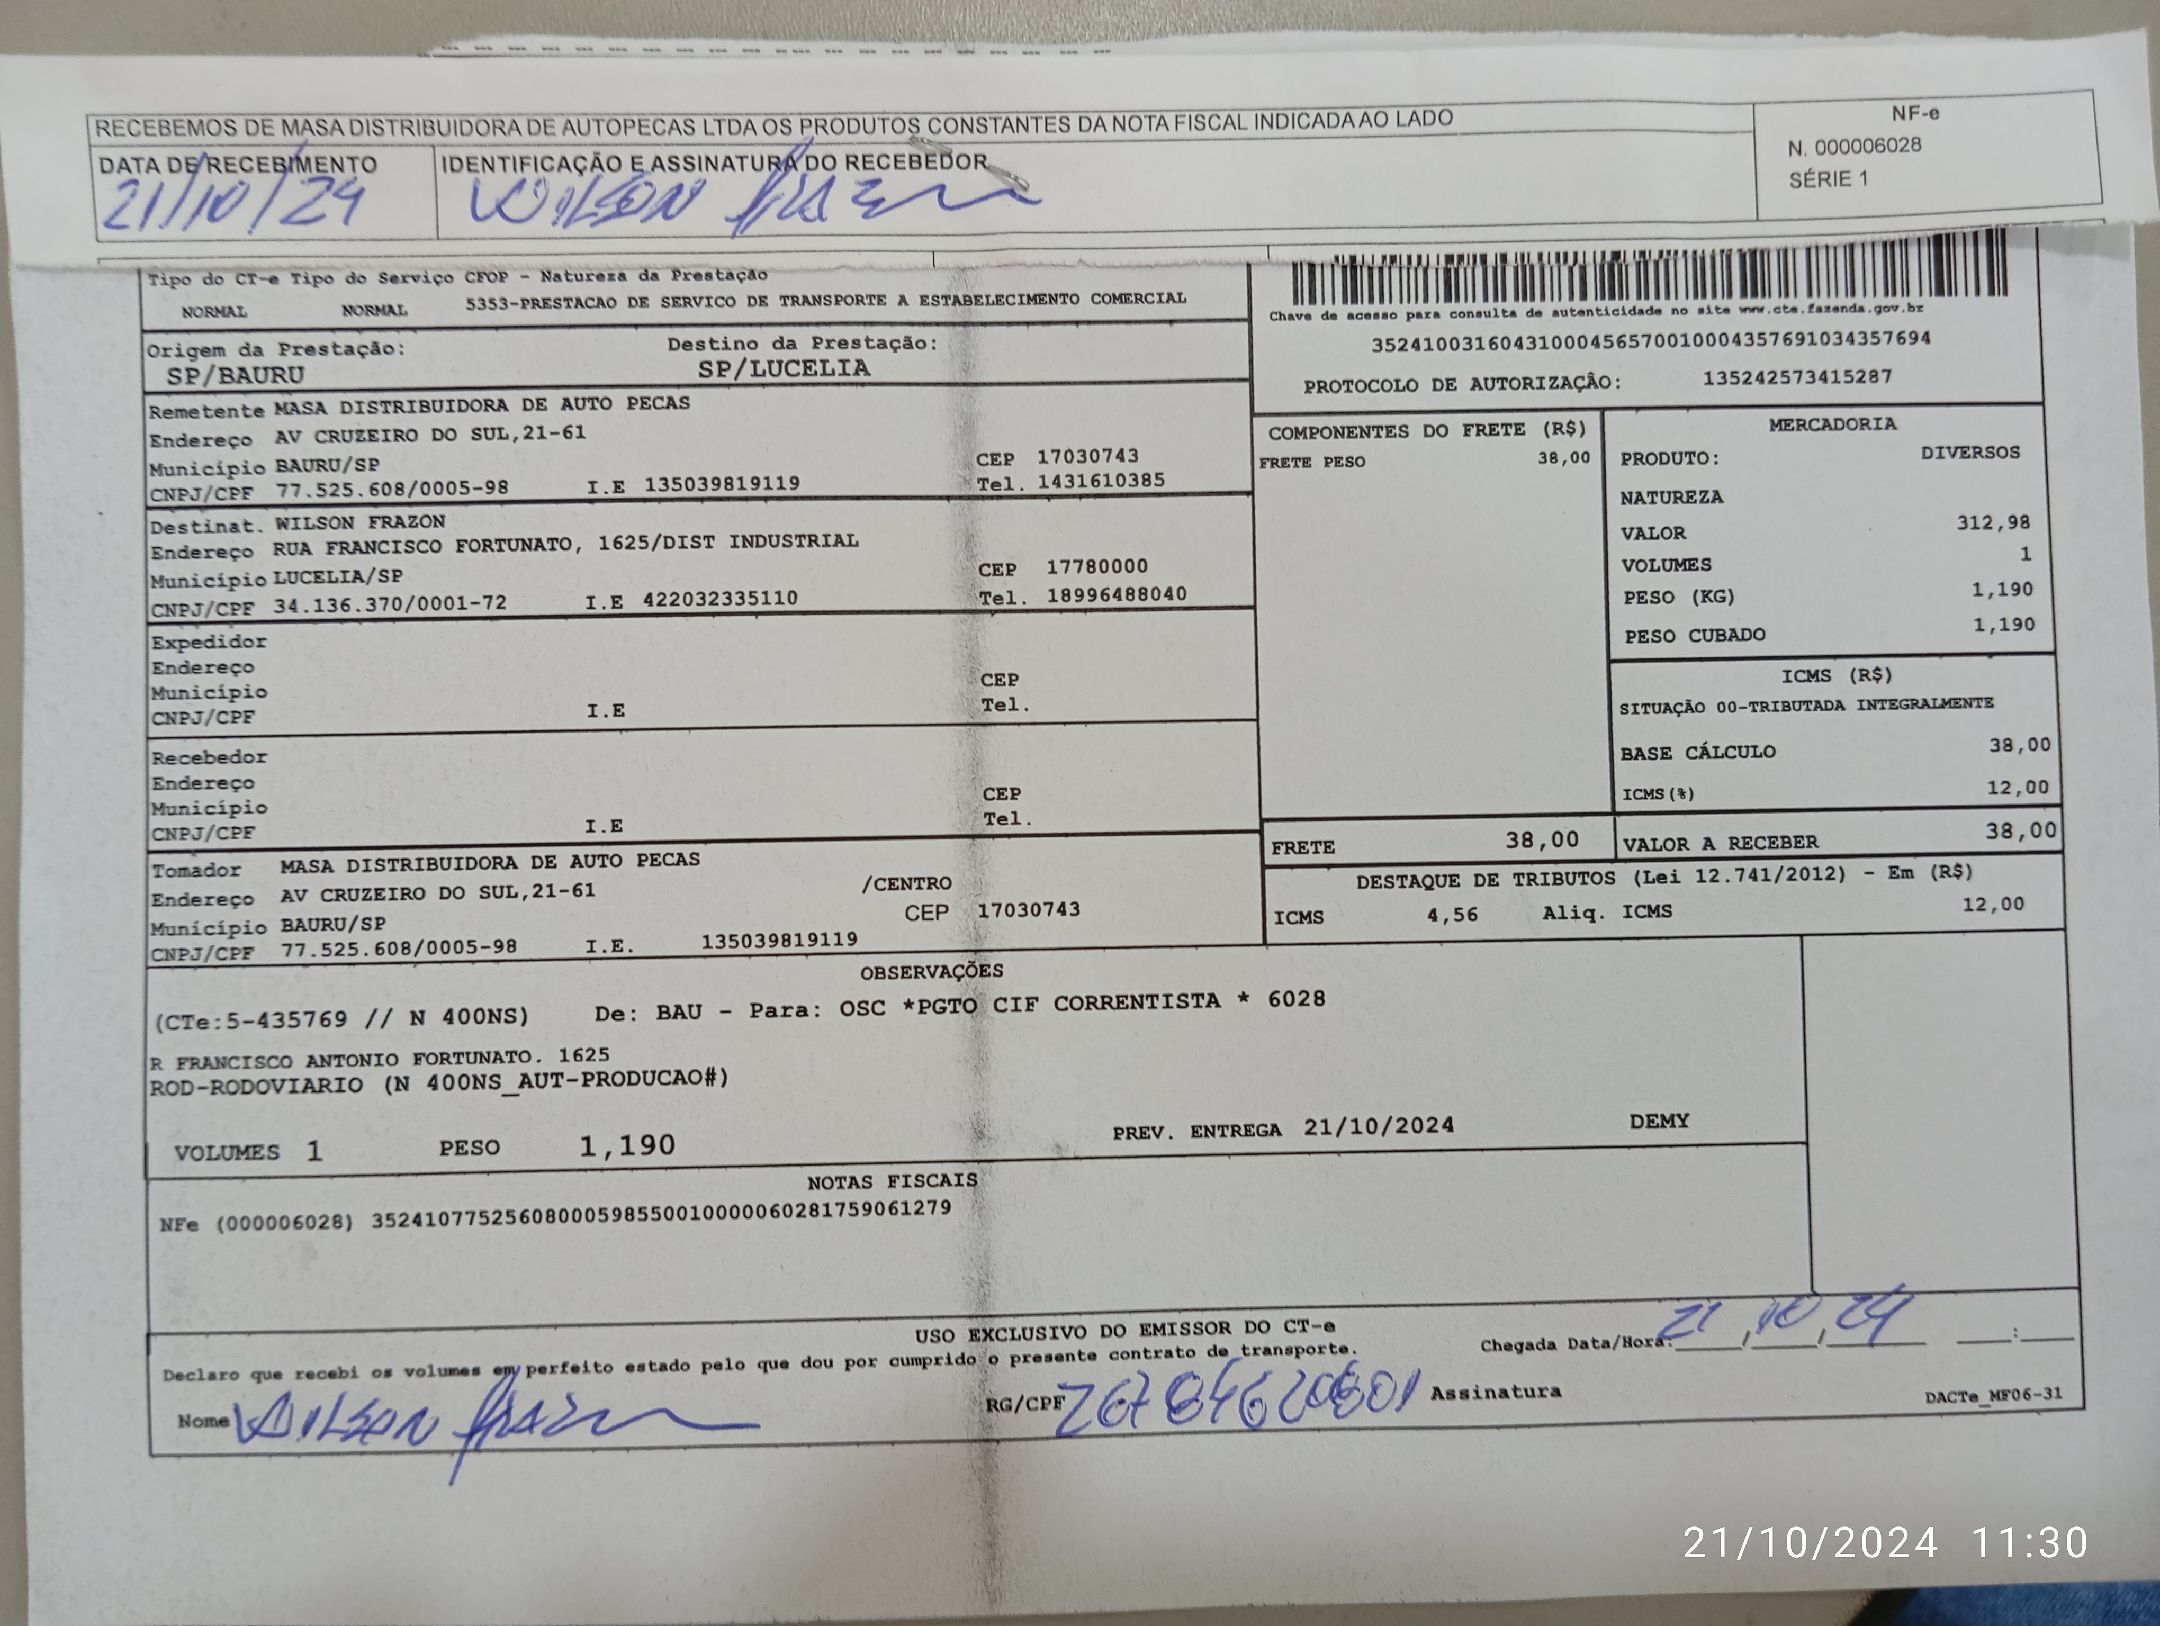 RECEBEMOS DE MASA DISTRIBUIDORA DE AUTOPECAS LTDA OS PRODUTOS CONSTANTES DA NOTA FISCAL INDICADA AO LADO
NF-e
N. 000006028
SÉRIE 1
DATA DE RECEBIMENTO
21/10/24
IDENTIFICAÇÃO E ASSINATURA DO RECEBEDOR
WILSON
Tipo do CT-e Tipo do Serviço CFOP - Natureza da Prestação
NORMAL NORMAL 5353-PRESTACAO DE SERVICO DE TRANSPORTE A ESTABELECIMENTO COMERCIAL
Chave de acesso para consulta de autenticidade no site www.cte.fazenda.gov.br
35241003160431000456570010004357691034357694
PROTOCOLO DE AUTORIZAÇÃO: 135242573415287
Origem da Prestação: Destino da Prestação:
SP/BAURU SP/LUCELIA
Remetente MASA DISTRIBUIDORA DE AUTO PECAS
Endereço AV CRUZEIRO DO SUL,21-61
Município BAURU/SP CEP 17030743
CNPJ/CPF 77.525.608/0005-98 I.E 135039819119 Tel. 1431610385
Destinat. WILSON FRAZON
Endereço RUA FRANCISCO FORTUNATO, 1625/DIST INDUSTRIAL
Município LUCELIA/SP CEP 17780000
CNPJ/CPF 34.136.370/0001-72 I.E 422032335110 Tel. 18996488040
Expedidor
Endereço
Município CEP
CNPJ/CPF I.E Tel.
Recebedor
Endereço
Município CEP
CNPJ/CPF I.E Tel.
Tomador MASA DISTRIBUIDORA DE AUTO PECAS
Endereço AV CRUZEIRO DO SUL,21-61 /CENTRO
Município BAURU/SP CEP 17030743
CNPJ/CPF 77.525.608/0005-98 I.E. 135039819119
COMPONENTES DO FRETE (R$)
FRETE PESO 38,00
MERCADORIA
PRODUTO: DIVERSOS
NATUREZA
VALOR 312,98
VOLUMES 1
PESO (KG) 1,190
PESO CUBADO 1,190
ICMS (R$)
SITUAÇÃO 00-TRIBUTADA INTEGRALMENTE
BASE CÁLCULO 38,00
ICMS(%) 12,00
FRETE 38,00 VALOR A RECEBER 38,00
DESTAQUE DE TRIBUTOS (Lei 12.741/2012) - Em (R$)
ICMS 4,56 Aliq. ICMS 12,00
OBSERVAÇÕES
(CTe:5-435769 // N 400NS) De: BAU - Para: OSC *PGTO CIF CORRENTISTA * 6028
R FRANCISCO ANTONIO FORTUNATO. 1625
ROD-RODOVIARIO (N 400NS_AUT-PRODUCAO#)
VOLUMES 1 PESO 1,190 PREV. ENTREGA 21/10/2024 DEMY
NOTAS FISCAIS
NFe (000006028) 35241077525608000598550010000060281759061279
USO EXCLUSIVO DO EMISSOR DO CT-e
Declaro que recebi os volumes em perfeito estado pelo que dou por cumprido o presente contrato de transporte.
Chegada Data/Hora: 21,10,24 :
Nome WILSON RG/CPF Assinatura
DACTe_MF06-31
21/10/2024 11:30